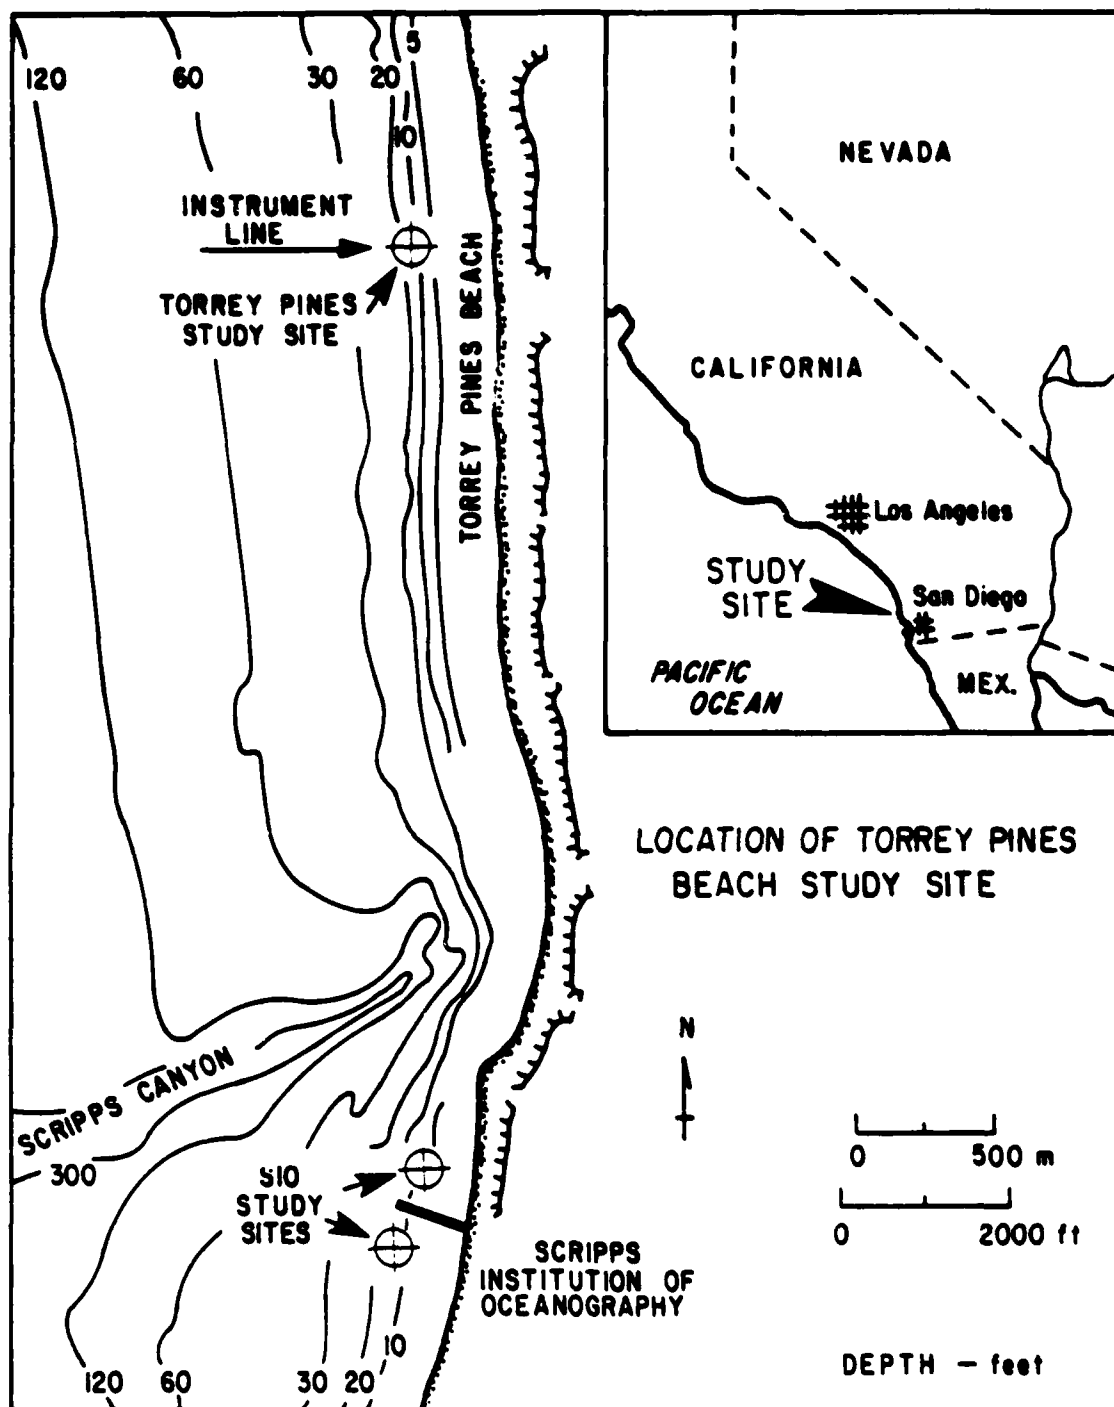 5
120
60
30
20
10
INSTRUMENT
LINE
TORREY PINES
STUDY SITE
TORREY PINES BEACH
NEVADA
CALIFORNIA
Los Angeles
STUDY
SITE
San Diego
PACIFIC
OCEAN
MEX.
LOCATION OF TORREY PINES
BEACH STUDY SITE
N
0 500 m
0 2000 ft
SCRIPPS CANYON
300
S10
STUDY
SITES
SCRIPPS
INSTITUTION OF
OCEANOGRAPHY
10
120 60 30 20
DEPTH – feet